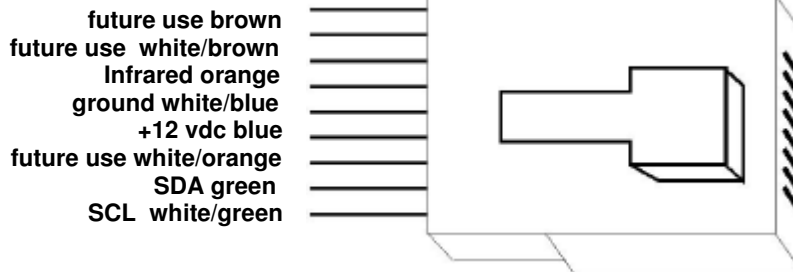 future use brown
future use white/brown
Infrared orange
ground white/blue
+12 vdc blue
future use white/orange
SDA green
SCL white/green